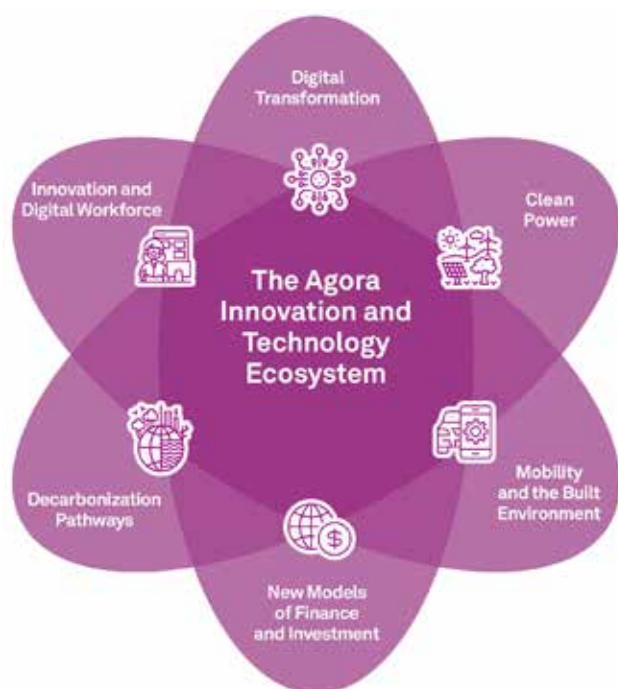 Digital
Transformation
Innovation and
Digital Workforce
Clean
Power
The Agora
Innovation and
Technology
Ecosystem
Decarbonization
Pathways
Mobility
and the Built
Environment
$
New Models
of Finance
and Investment